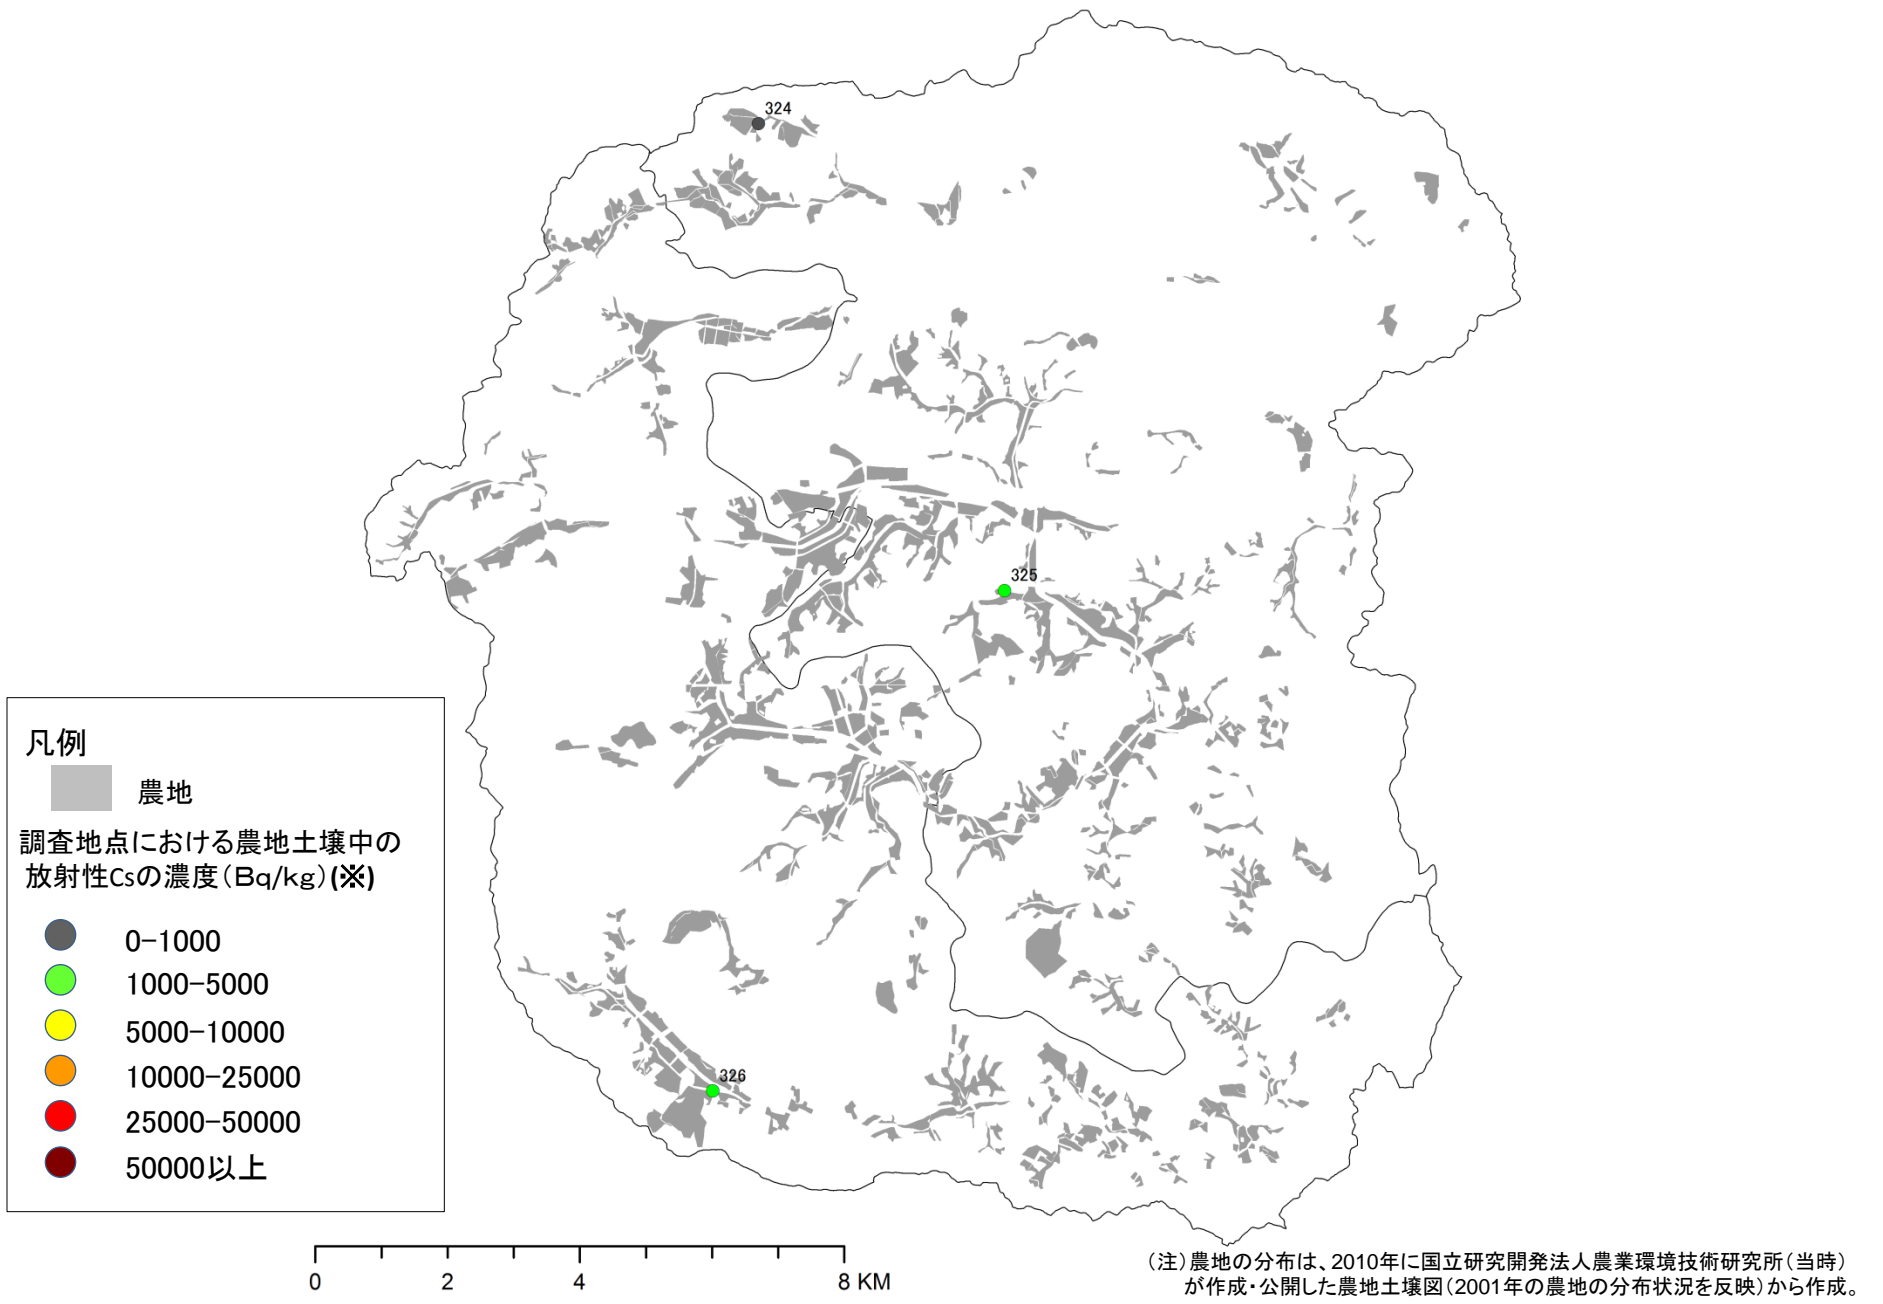 324
325
326
凡例
農地
調査地点における農地土壌中の
放射性Csの濃度（Bq/kg）(※)
0-1000
1000-5000
5000-10000
10000-25000
25000-50000
50000以上
0 2 4 8 KM
（注）農地の分布は、2010年に国立研究開発法人農業環境技術研究所（当時）
が作成・公開した農地土壌図（2001年の農地の分布状況を反映）から作成。